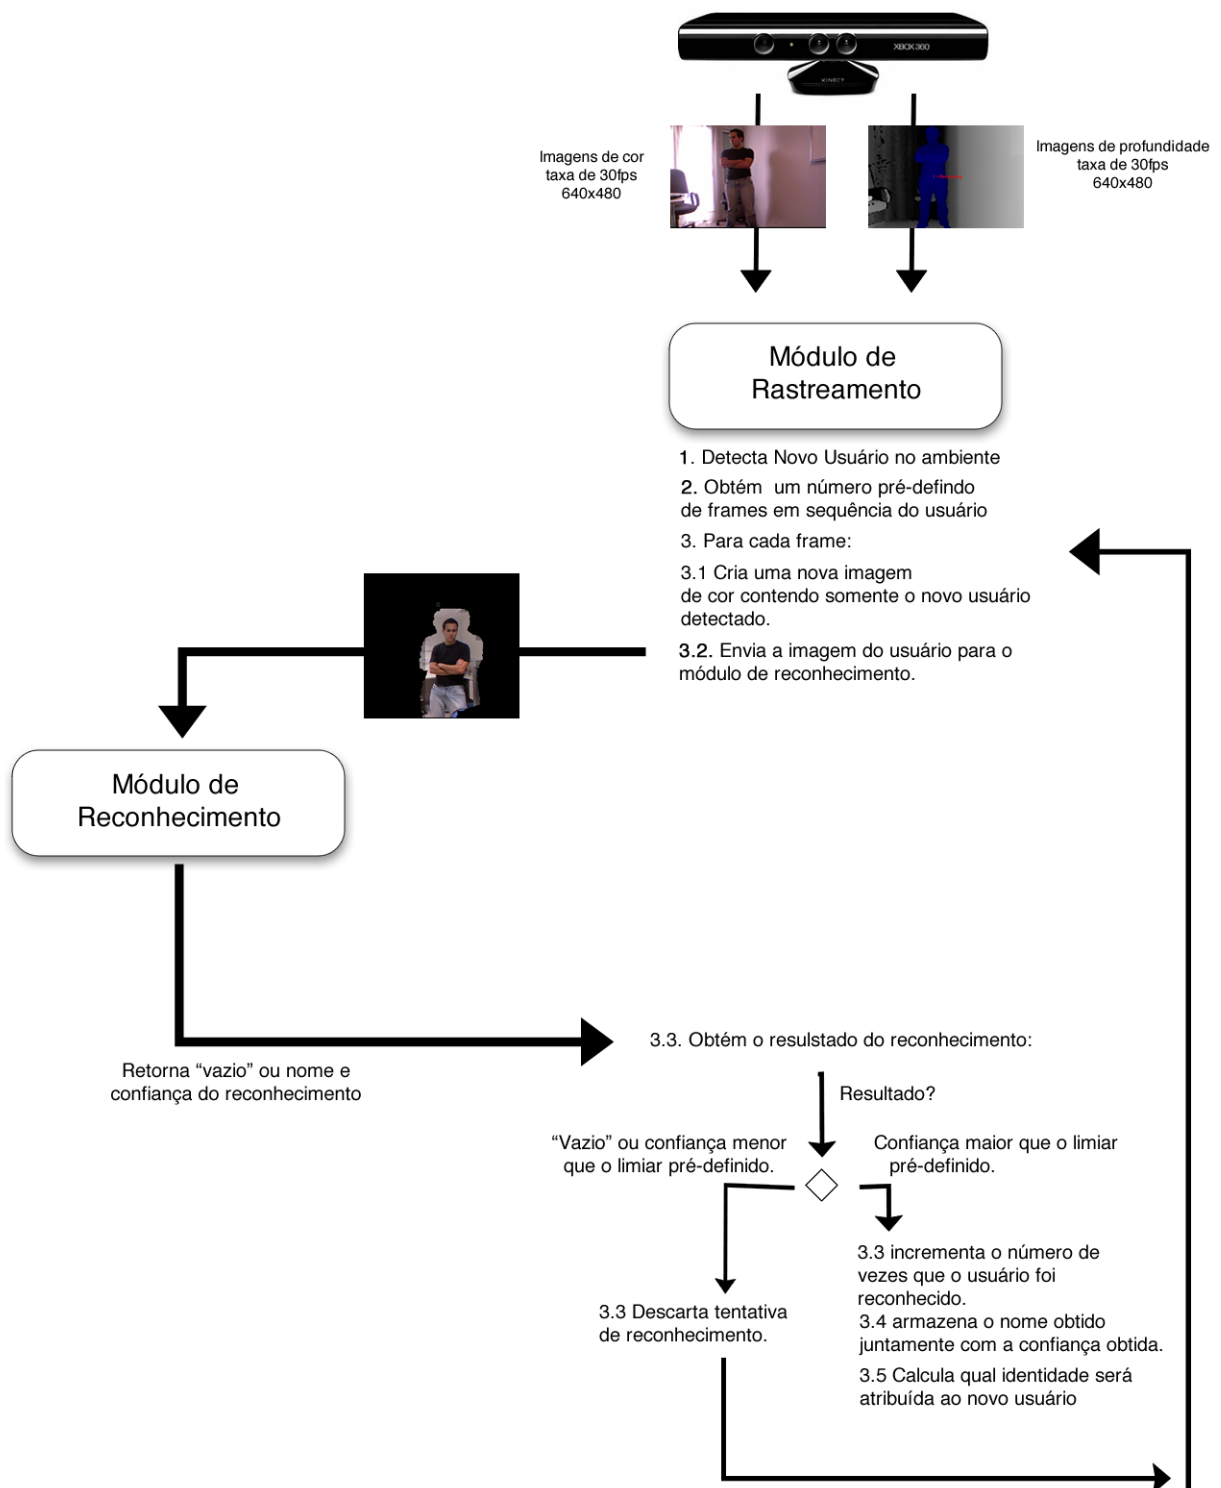 XBOX 360
KINECT
Imagens de cor
taxa de 30fps
640x480
Imagens de profundidade
taxa de 30fps
640x480
Módulo de
Rastreamento
1. Detecta Novo Usuário no ambiente
2. Obtém um número pré-defindo
de frames em sequência do usuário
3. Para cada frame:
3.1 Cria uma nova imagem
de cor contendo somente o novo usuário
detectado.
3.2. Envia a imagem do usuário para o
módulo de reconhecimento.
Módulo de
Reconhecimento
Retorna “vazio” ou nome e
confiança do reconhecimento
3.3. Obtém o resulstado do reconhecimento:
Resultado?
“Vazio” ou confiança menor
que o limiar pré-definido.
Confiança maior que o limiar
pré-definido.
3.3 Descarta tentativa
de reconhecimento.
3.3 incrementa o número de
vezes que o usuário foi
reconhecido.
3.4 armazena o nome obtido
juntamente com a confiança obtida.
3.5 Calcula qual identidade será
atribuída ao novo usuário